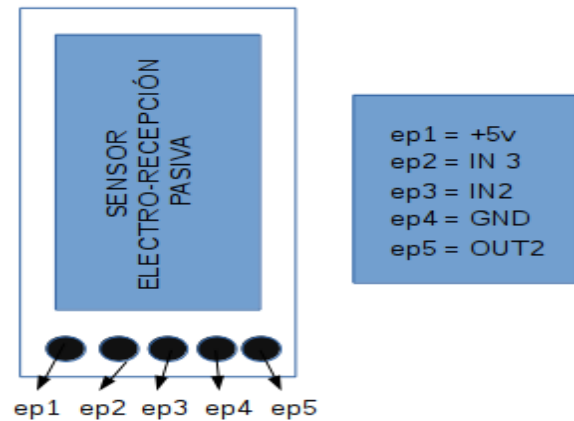 SENSOR
ELECTRO-RECEPCIÓN
PASIVA
ep1 = +5v
ep2 = IN 3
ep3 = IN2
ep4 = GND
ep5 = OUT2
ep1 ep2 ep3 ep4 ep5